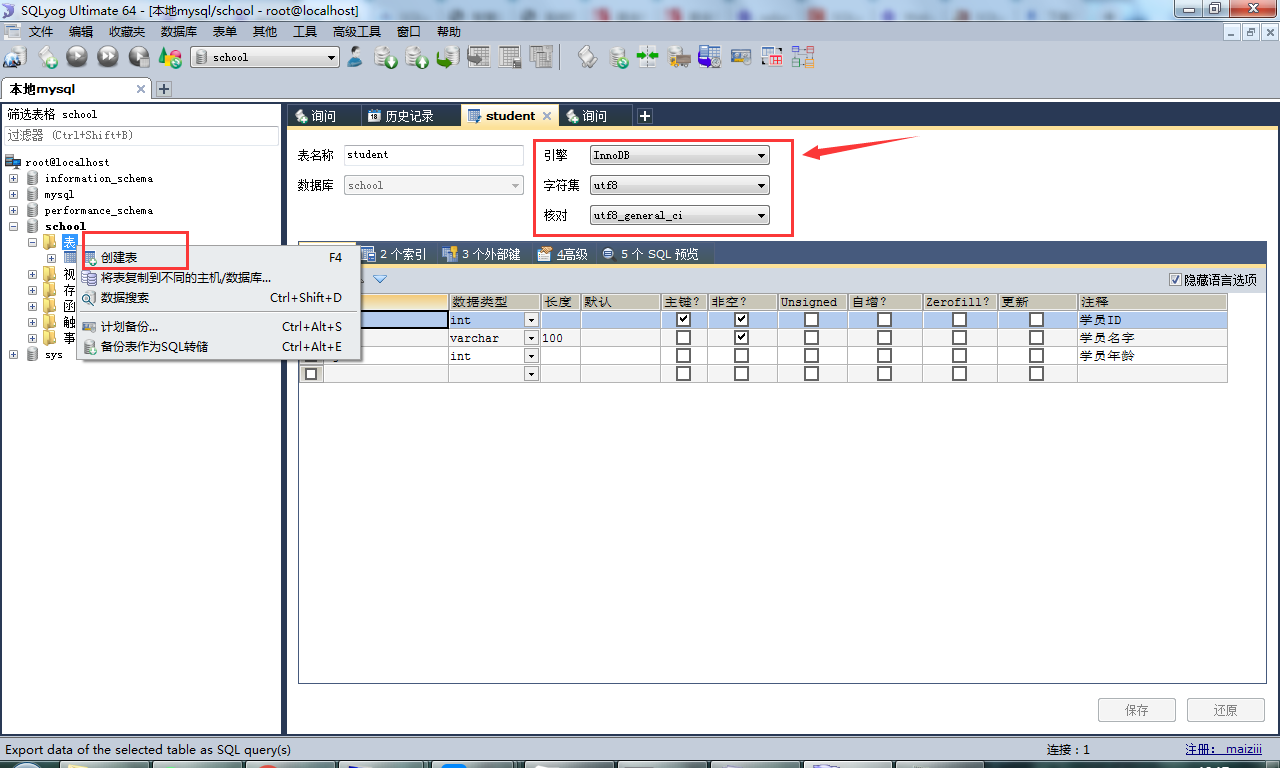 SQLyog Ultimate 64 - [本地mysql/school - root@localhost]
文件 编辑 收藏夹 数据库 表单 其他 工具 高级工具 窗口 帮助
school
本地mysql
筛选表格 school
过滤器 (Ctrl+Shift+B)
root@localhost
information_schema
mysql
performance_schema
school
表
视
存
函
触
事
sys
创建表 F4
将表复制到不同的主机/数据库...
数据搜索 Ctrl+Shift+D
计划备份... Ctrl+Alt+S
备份表作为SQL转储 Ctrl+Alt+E
询问 18 历史记录 student 询问
表名称 student 引擎 InnoDB
数据库 school 字符集 utf8
核对 utf8_general_ci
2 个索引 3 个外部键 4高级 5 个 SQL 预览
隐藏语言选项
数据类型 长度 默认 主键? 非空? Unsigned 自增? Zerofill? 更新 注释
int 学员ID
varchar 100 学员名字
int 学员年龄
保存 还原
Export data of the selected table as SQL query(s) 连接：1 注册： maiziii